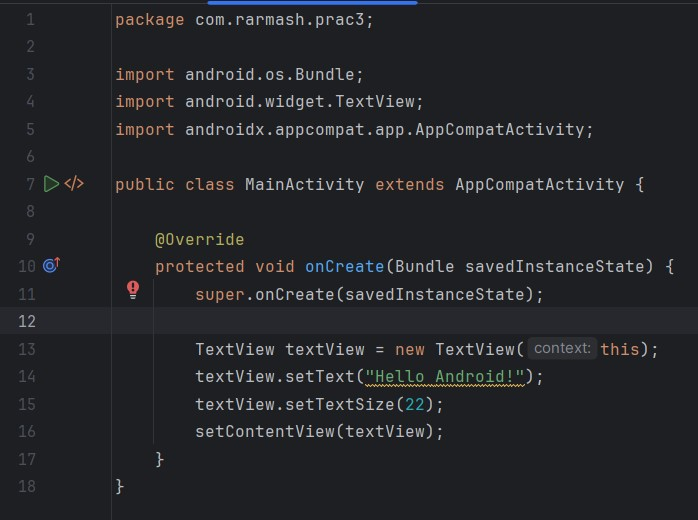 1 package com.rarmash.prac3;
2
3 import android.os.Bundle;
4 import android.widget.TextView;
5 import androidx.appcompat.app.AppCompatActivity;
6
7 </> public class MainActivity extends AppCompatActivity {
8
9 @Override
10 protected void onCreate(Bundle savedInstanceState) {
11 super.onCreate(savedInstanceState);
12
13 TextView textView = new TextView( context: this);
14 textView.setText("Hello Android!");
15 textView.setTextSize(22);
16 setContentView(textView);
17 }
18 }